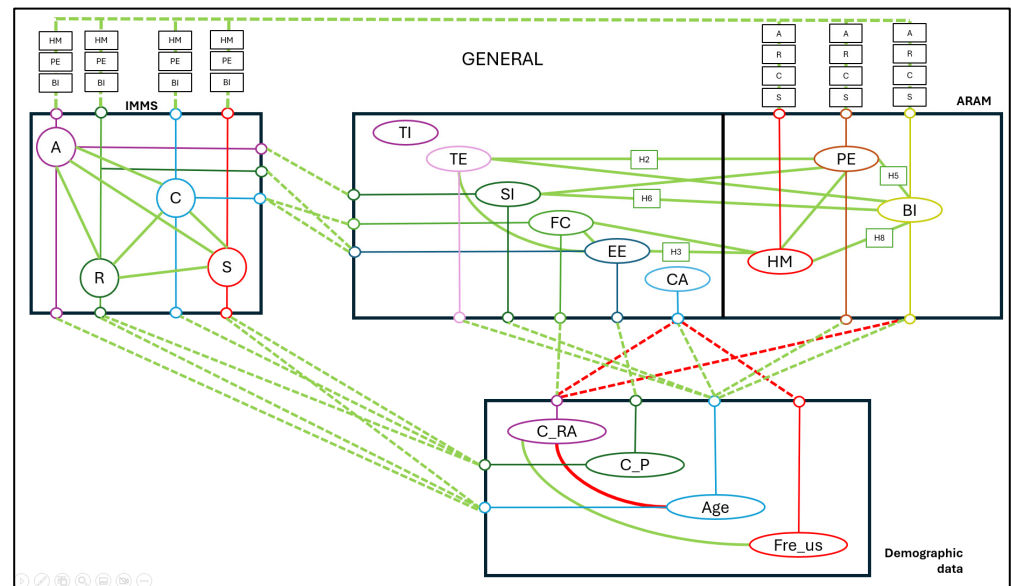 GENERAL
HM
HM
HM
HM
PE
PE
PE
PE
BI
BI
BI
BI
A
A
A
R
R
R
C
C
C
S
S
S
IMMS
ARAM
A
C
R
S
TI
TE
SI
FC
EE
CA
H2
H6
H3
PE
H5
BI
H8
HM
C_RA
C_P
Age
Fre_us
Demographic
data